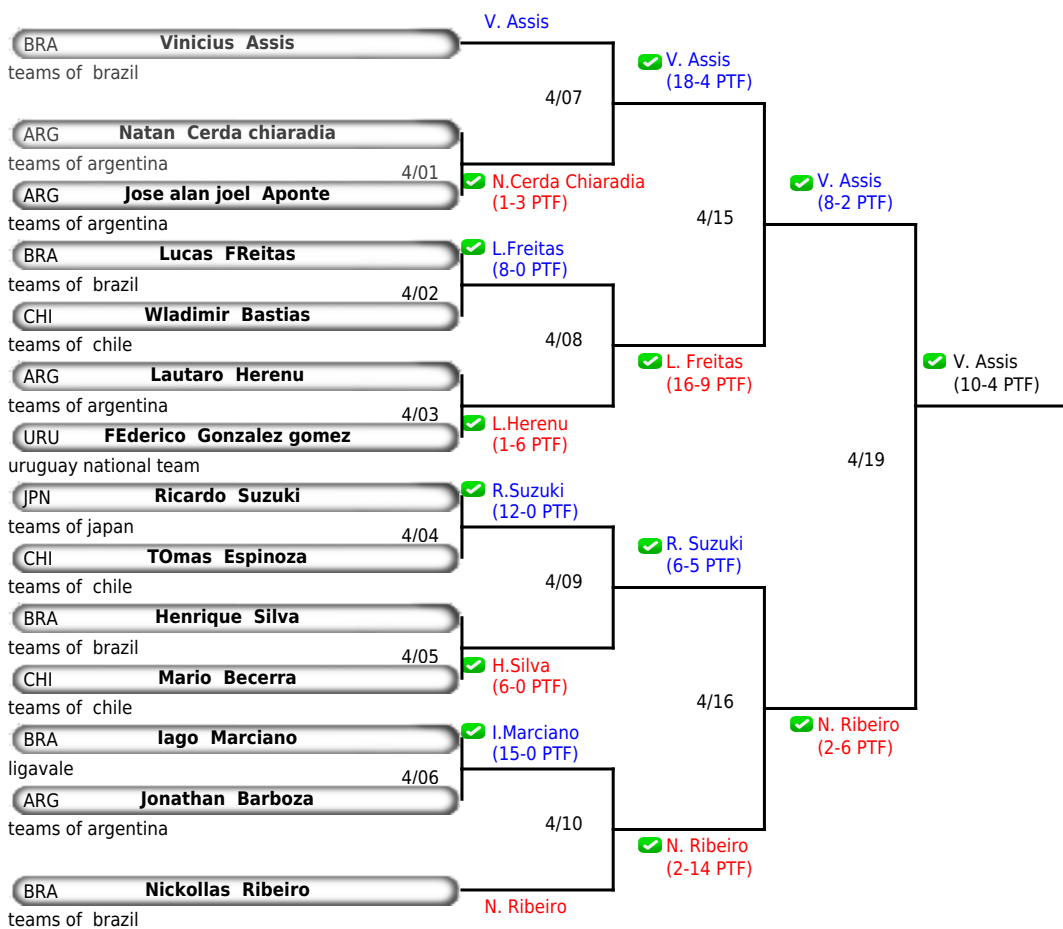 V. Assis
BRA Vinicius Assis
teams of brazil
V. Assis
(18-4 PTF)
4/07
ARG Natan Cerda chiaradia
teams of argentina
4/01
N.Cerda Chiaradia
(1-3 PTF)
ARG Jose alan joel Aponte
teams of argentina
V. Assis
(8-2 PTF)
4/15
BRA Lucas FReitas
teams of brazil
L.Freitas
(8-0 PTF)
4/02
CHI Wladimir Bastias
teams of chile
4/08
L. Freitas
(16-9 PTF)
V. Assis
(10-4 PTF)
ARG Lautaro Herenu
teams of argentina
4/03
L.Herenu
(1-6 PTF)
URU FEderico Gonzalez gomez
uruguay national team
4/19
JPN Ricardo Suzuki
teams of japan
R.Suzuki
(12-0 PTF)
4/04
CHI TOmas Espinoza
teams of chile
R. Suzuki
(6-5 PTF)
4/09
BRA Henrique Silva
teams of brazil
4/05
H.Silva
(6-0 PTF)
CHI Mario Becerra
teams of chile
4/16
N. Ribeiro
(2-6 PTF)
BRA Iago Marciano
ligavale
I.Marciano
(15-0 PTF)
4/06
ARG Jonathan Barboza
teams of argentina
4/10
N. Ribeiro
(2-14 PTF)
BRA Nickollas Ribeiro
teams of brazil
N. Ribeiro